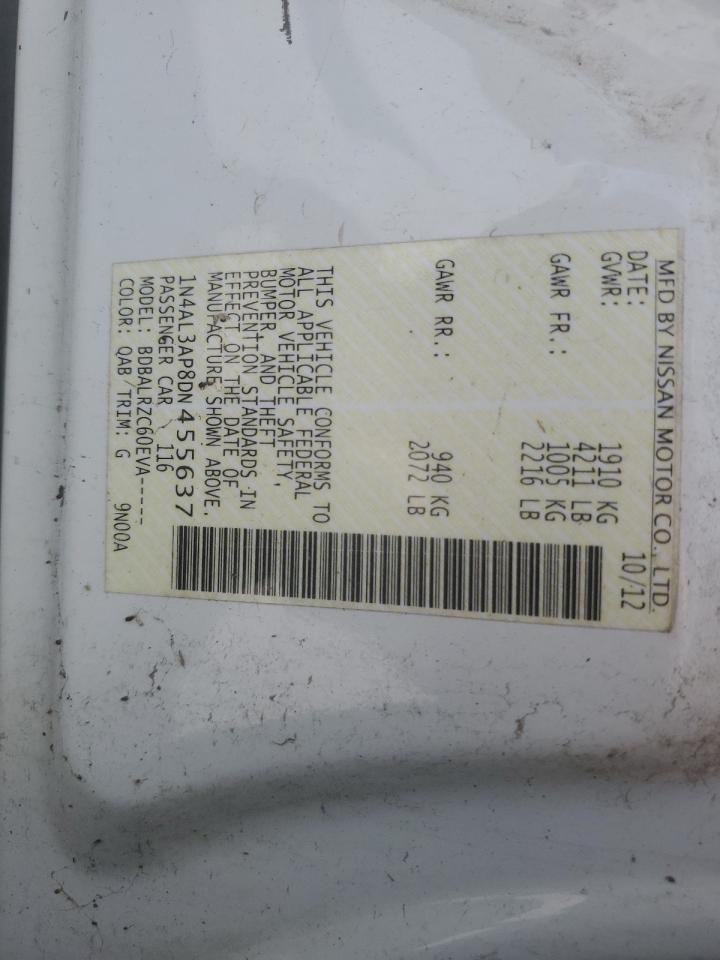 MFD BY NISSAN MOTOR CO., LTD.
DATE: 10/12
GVWR: 1910 KG
4211 LB
GAWR FR.: 1005 KG
2216 LB
GAWR RR.: 940 KG
2072 LB
THIS VEHICLE CONFORMS TO
ALL APPLICABLE FEDERAL
MOTOR VEHICLE SAFETY,
BUMPER, AND THEFT
PREVENTION STANDARDS IN
EFFECT ON THE DATE OF
MANUFACTURE SHOWN ABOVE.
1N4AL3AP8DN455637
PASSENGER CAR 116
MODEL: BDBALRZC60EVA-----
COLOR: QAB TRIM: G 9N00A